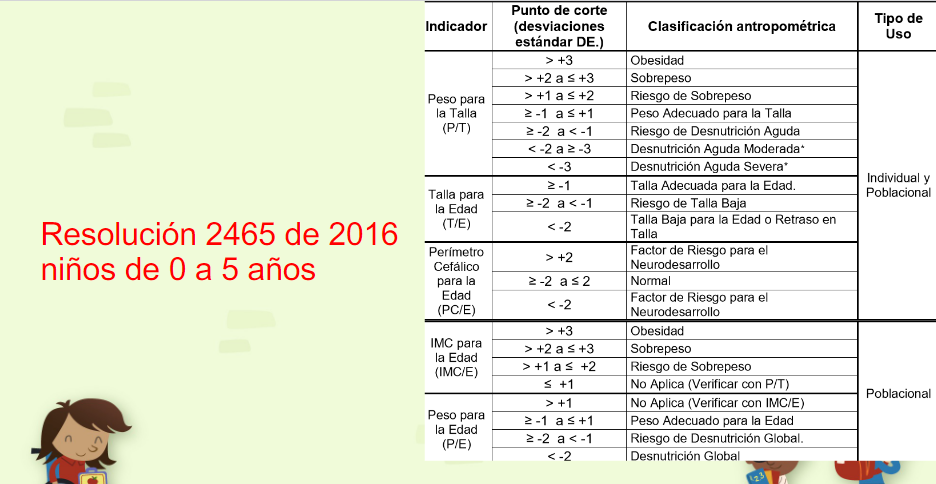 Resolución 2465 de 2016
niños de 0 a 5 años
Indicador
Punto de corte
(desviaciones
estándar DE.)
Clasificación antropométrica
Tipo de
Uso
Peso para
la Talla
(P/T)
> +3 Obesidad
> +2 a ≤ +3 Sobrepeso
> +1 a ≤ +2 Riesgo de Sobrepeso
≥ -1 a ≤ +1 Peso Adecuado para la Talla
≥ -2 a < -1 Riesgo de Desnutrición Aguda
< -2 a ≥ -3 Desnutrición Aguda Moderada*
< -3 Desnutrición Aguda Severa*
Talla para
la Edad
(T/E)
≥ -1 Talla Adecuada para la Edad.
≥ -2 a < -1 Riesgo de Talla Baja
< -2 Talla Baja para la Edad o Retraso en
Talla
Perímetro
Cefálico
para la
Edad
(PC/E)
> +2 Factor de Riesgo para el
Neurodesarrollo
≥ -2 a ≤ 2 Normal
< -2 Factor de Riesgo para el
Neurodesarrollo
Individual y
Poblacional
IMC para
la Edad
(IMC/E)
> +3 Obesidad
> +2 a ≤ +3 Sobrepeso
> +1 a ≤ +2 Riesgo de Sobrepeso
≤ +1 No Aplica (Verificar con P/T)
Peso para
la Edad
(P/E)
> +1 No Aplica (Verificar con IMC/E)
≥ -1 a ≤ +1 Peso Adecuado para la Edad
≥ -2 a < -1 Riesgo de Desnutrición Global.
< -2 Desnutrición Global
Poblacional
1 2 3